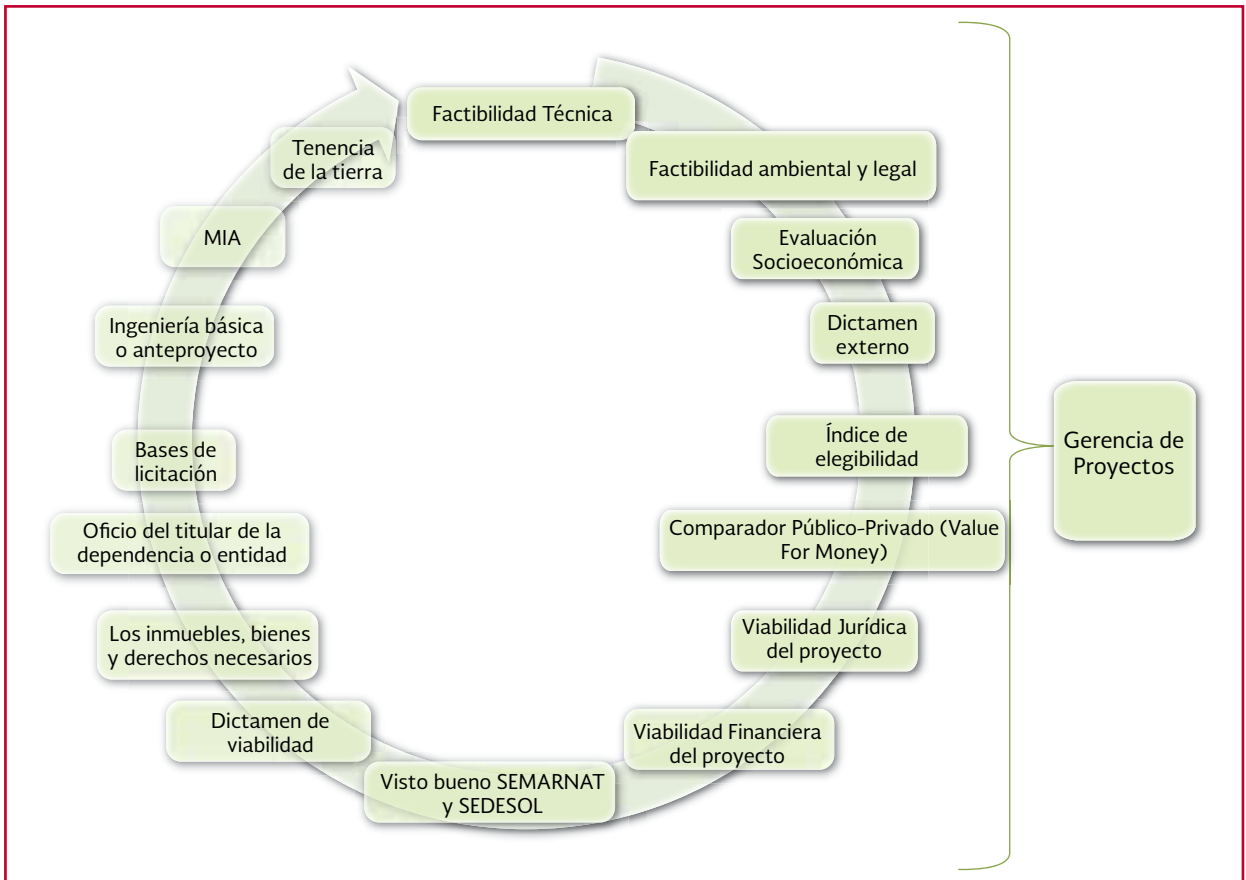 Factibilidad Técnica
Factibilidad ambiental y legal
Evaluación
Socioeconómica
Dictamen
externo
Índice de
elegibilidad
Comparador Público-Privado (Value
For Money)
Viabilidad Jurídica
del proyecto
Viabilidad Financiera
del proyecto
Visto bueno SEMARNAT
y SEDESOL
Dictamen de
viabilidad
Los inmuebles, bienes
y derechos necesarios
Oficio del titular de la
dependencia o entidad
Bases de
licitación
Ingeniería básica
o anteproyecto
MIA
Tenencia
de la tierra
Gerencia de
Proyectos